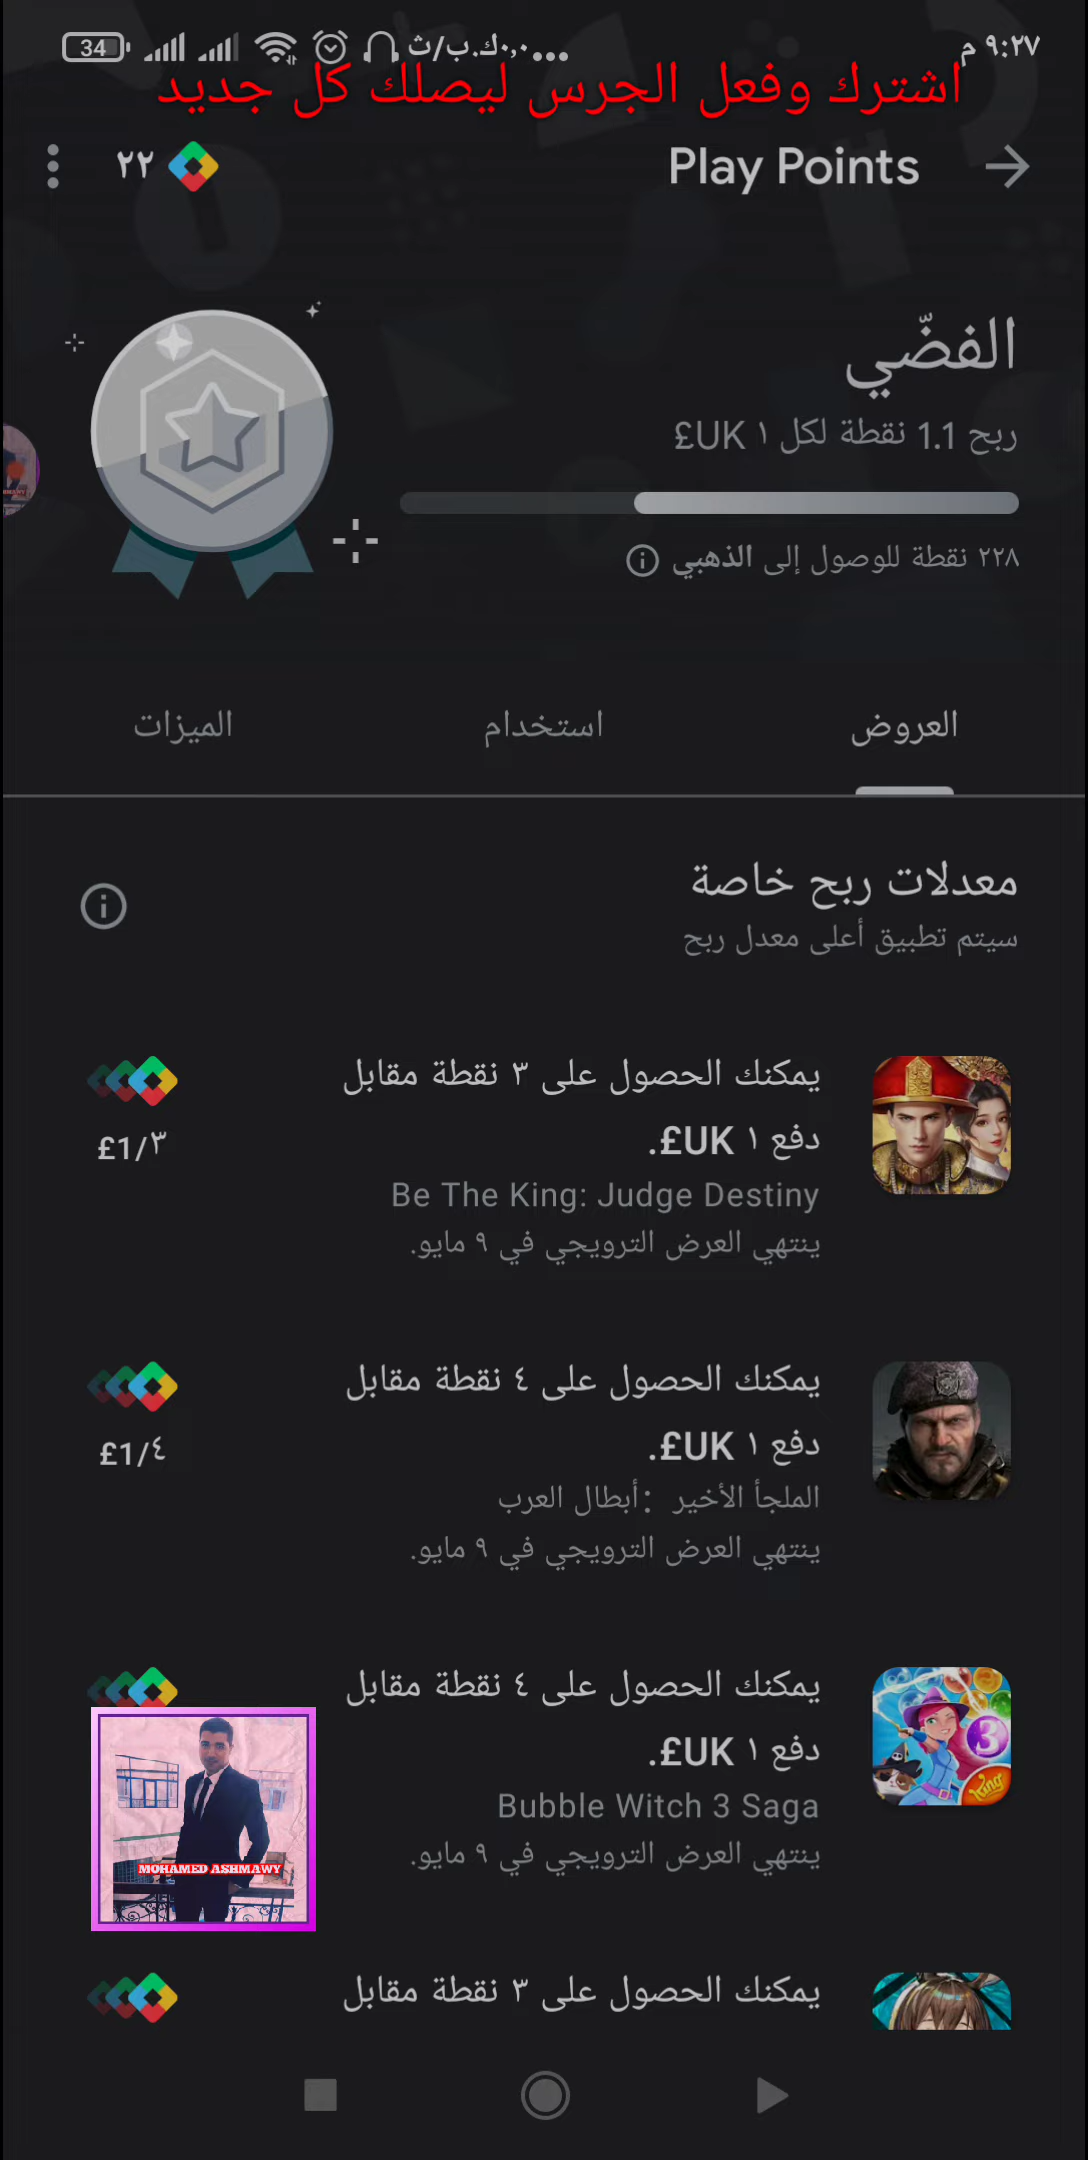 ٩:٢٧ م
...٠,٠ك.ب/ث
34
اشترك وفعل الجرس ليصلك كل جديد
Play Points
٢٢
الفضّي
ربح 1.1 نقطة لكل ١ UK£
٢٢٨ نقطة للوصول إلى الذهبي
العروض
استخدام
الميزات
معدلات ربح خاصة
سيتم تطبيق أعلى معدل ربح
يمكنك الحصول على ٣ نقطة مقابل
دفع ١ UK£.
Be The King: Judge Destiny
ينتهي العرض الترويجي في ٩ مايو.
£1/٣
يمكنك الحصول على ٤ نقطة مقابل
دفع ١ UK£.
الملجأ الأخير :أبطال العرب
ينتهي العرض الترويجي في ٩ مايو.
£1/٤
يمكنك الحصول على ٤ نقطة مقابل
دفع ١ UK£.
Bubble Witch 3 Saga
ينتهي العرض الترويجي في ٩ مايو.
3
King
MOHAMED ASHMAWY
يمكنك الحصول على ٣ نقطة مقابل